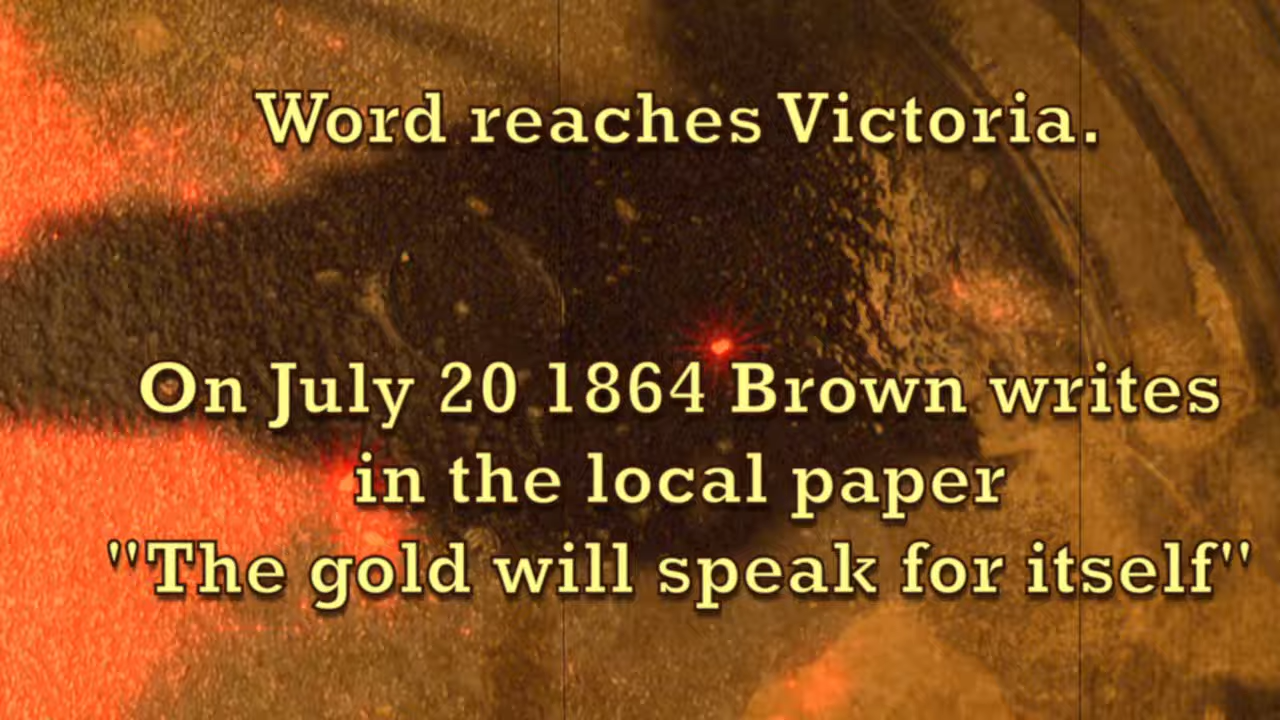 Word reaches Victoria.
On July 20 1864 Brown writes
in the local paper
"The gold will speak for itself"